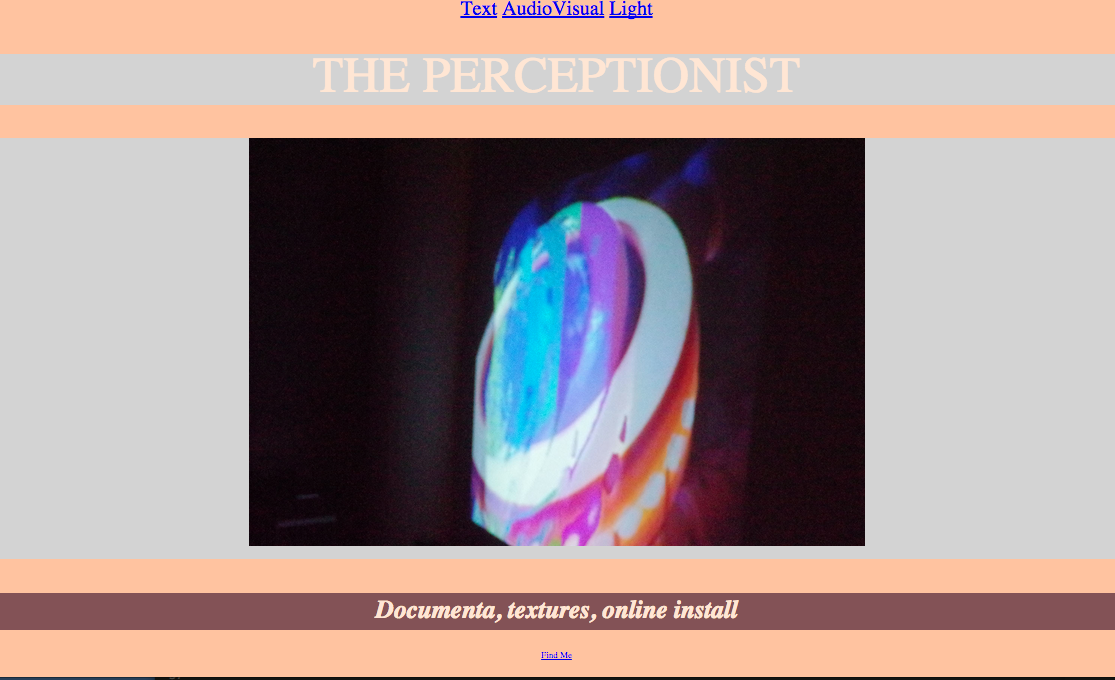 Text AudioVisual Light
THE PERCEPTIONIST
Documenta, textures, online install
Find Me